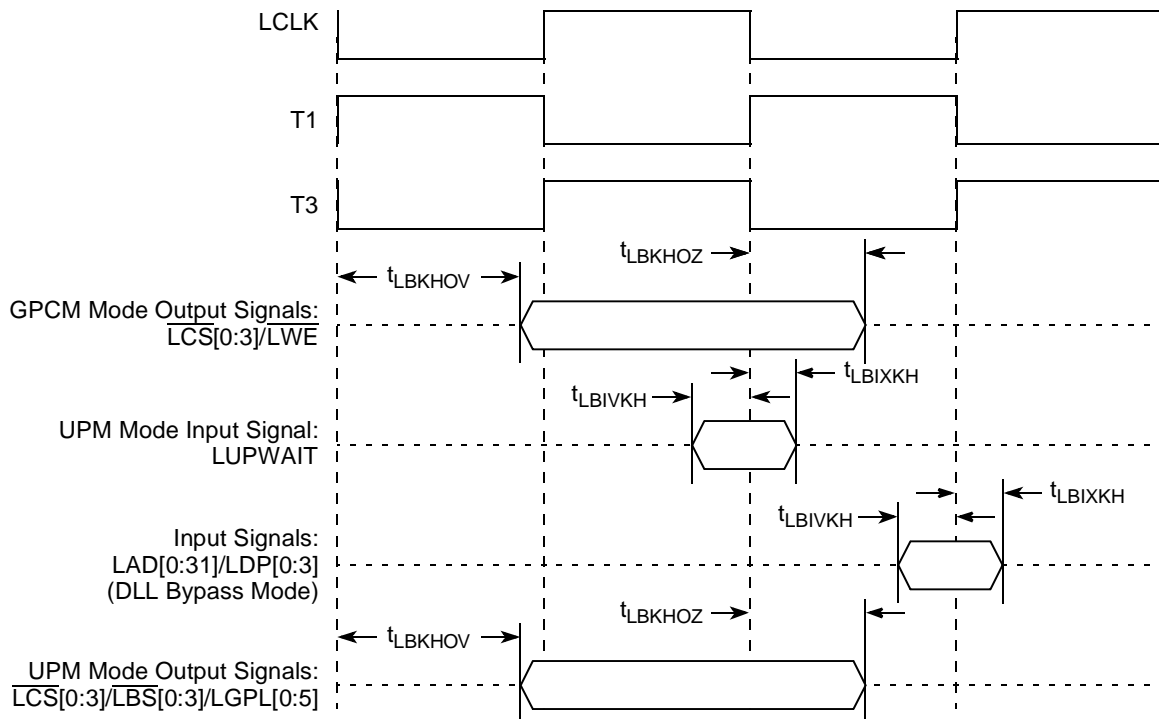 LCLK
T1
T3
tLBKHOZ
tLBKHOV
GPCM Mode Output Signals:
LCS[0:3]/LWE
tLBIXKH
tLBIVKH
UPM Mode Input Signal:
LUPWAIT
tLBIXKH
tLBIVKH
Input Signals:
LAD[0:31]/LDP[0:3]
(DLL Bypass Mode)
tLBKHOZ
tLBKHOV
UPM Mode Output Signals:
LCS[0:3]/LBS[0:3]/LGPL[0:5]